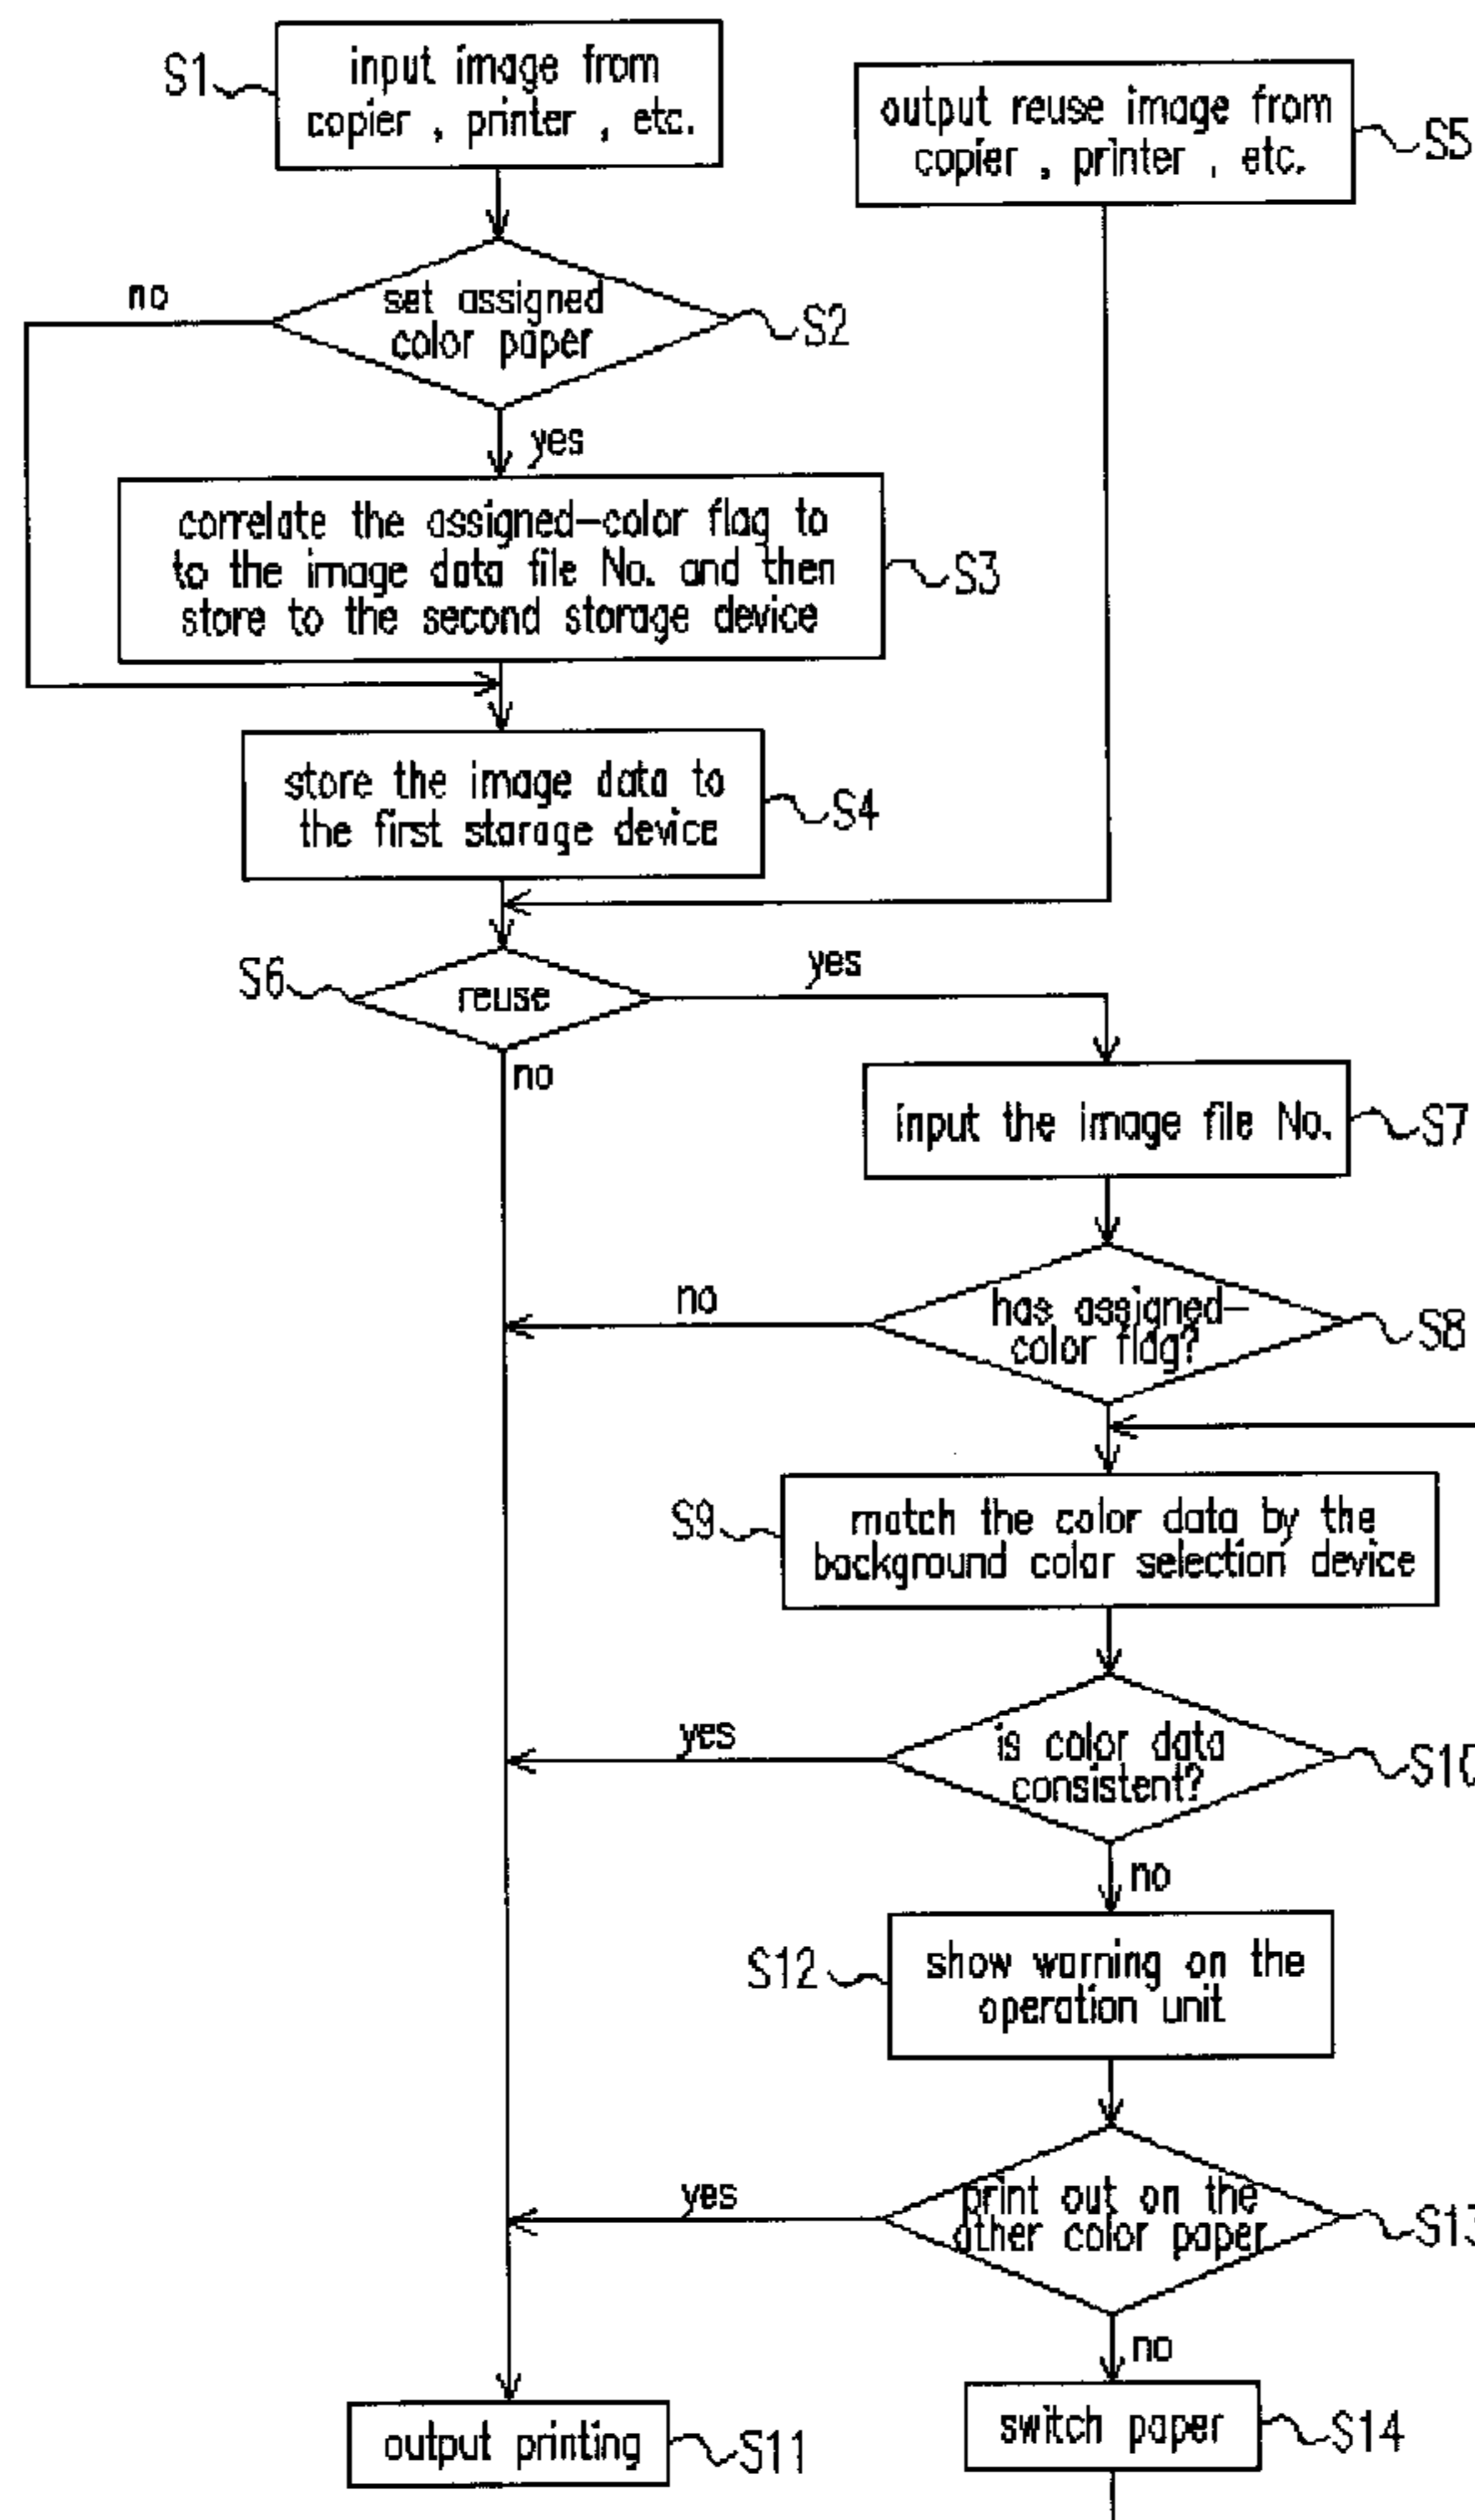 S1
input image from
copier , printer , etc.
output reuse image from
copier , printer , etc.
S5
no
set assigned
color paper
S2
yes
correlate the assigned-color flag to
to the image data file No. and then
store to the second storage device
S3
store the image data to
the first starage device
S4
S6
reuse
yes
no
input the image file No.
S7
no
has assigned-
color flag?
S8
S9
match the color data by the
background color selection device
yes
is color data
consistent?
no
S12
show warning on the
operation unit
yes
print out on the
other color paper
no
output printing
S11
switch paper
S14